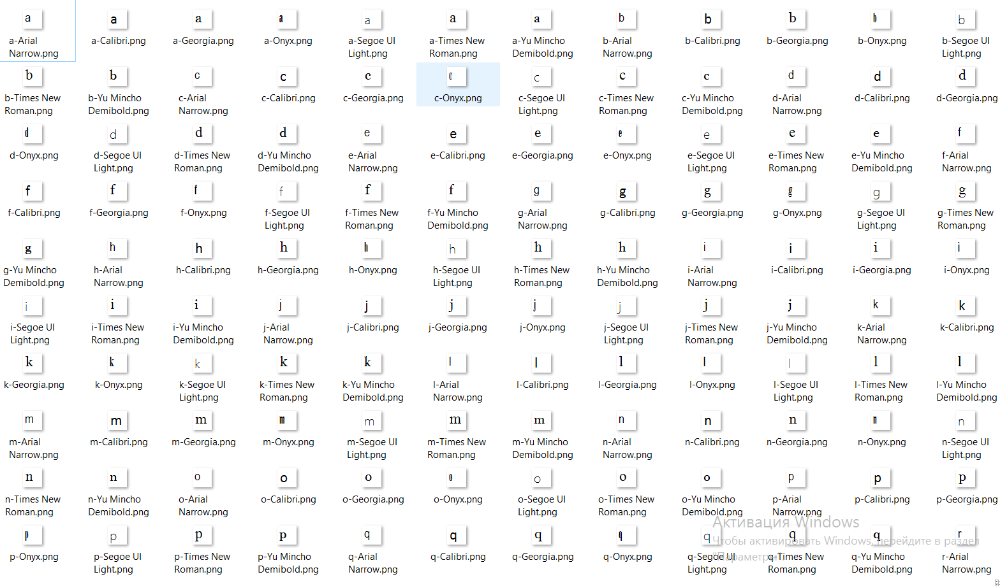 a a a a a a a b b b b b
a-Arial Narrow.png a-Calibri.png a-Georgia.png a-Onyx.png a-Segoe UI Light.png a-Times New Roman.png a-Yu Mincho Demibold.png b-Arial Narrow.png b-Calibri.png b-Georgia.png b-Onyx.png b-Segoe UI Light.png
b b c c c c c c c d d d
b-Times New Roman.png b-Yu Mincho Demibold.png c-Arial Narrow.png c-Calibri.png c-Georgia.png c-Onyx.png c-Segoe UI Light.png c-Times New Roman.png c-Yu Mincho Demibold.png d-Arial Narrow.png d-Calibri.png d-Georgia.png
d d d d e e e e e e e f
d-Onyx.png d-Segoe UI Light.png d-Times New Roman.png d-Yu Mincho Demibold.png e-Arial Narrow.png e-Calibri.png e-Georgia.png e-Onyx.png e-Segoe UI Light.png e-Times New Roman.png e-Yu Mincho Demibold.png f-Arial Narrow.png
f f f f f f g g g g g g
f-Calibri.png f-Georgia.png f-Onyx.png f-Segoe UI Light.png f-Times New Roman.png f-Yu Mincho Demibold.png g-Arial Narrow.png g-Calibri.png g-Georgia.png g-Onyx.png g-Segoe UI Light.png g-Times New Roman.png
g h h h h h h h i i i i
g-Yu Mincho Demibold.png h-Arial Narrow.png h-Calibri.png h-Georgia.png h-Onyx.png h-Segoe UI Light.png h-Times New Roman.png h-Yu Mincho Demibold.png i-Arial Narrow.png i-Calibri.png i-Georgia.png i-Onyx.png
i i i j j j j j j j k k
i-Segoe UI Light.png i-Times New Roman.png i-Yu Mincho Demibold.png j-Arial Narrow.png j-Calibri.png j-Georgia.png j-Onyx.png j-Segoe UI Light.png j-Times New Roman.png j-Yu Mincho Demibold.png k-Arial Narrow.png k-Calibri.png
k k k k k l l l l l l l
k-Georgia.png k-Onyx.png k-Segoe UI Light.png k-Times New Roman.png k-Yu Mincho Demibold.png l-Arial Narrow.png l-Calibri.png l-Georgia.png l-Onyx.png l-Segoe UI Light.png l-Times New Roman.png l-Yu Mincho Demibold.png
m m m m m m m n n n n n
m-Arial Narrow.png m-Calibri.png m-Georgia.png m-Onyx.png m-Segoe UI Light.png m-Times New Roman.png m-Yu Mincho Demibold.png n-Arial Narrow.png n-Calibri.png n-Georgia.png n-Onyx.png n-Segoe UI Light.png
n n o o o o o o o p p p
n-Times New Roman.png n-Yu Mincho Demibold.png o-Arial Narrow.png o-Calibri.png o-Georgia.png o-Onyx.png o-Segoe UI Light.png o-Times New Roman.png o-Yu Mincho Demibold.png p-Arial Narrow.png p-Calibri.png p-Georgia.png
p p p p q q q q q q q r
p-Onyx.png p-Segoe UI Light.png p-Times New Roman.png p-Yu Mincho Demibold.png q-Arial Narrow.png q-Calibri.png q-Georgia.png q-Onyx.png q-Segoe UI Light.png q-Times New Roman.png q-Yu Mincho Demibold.png r-Arial Narrow.png
Активация Windows
Чтобы активировать Windows, перейдите в раздел
"Параметры".